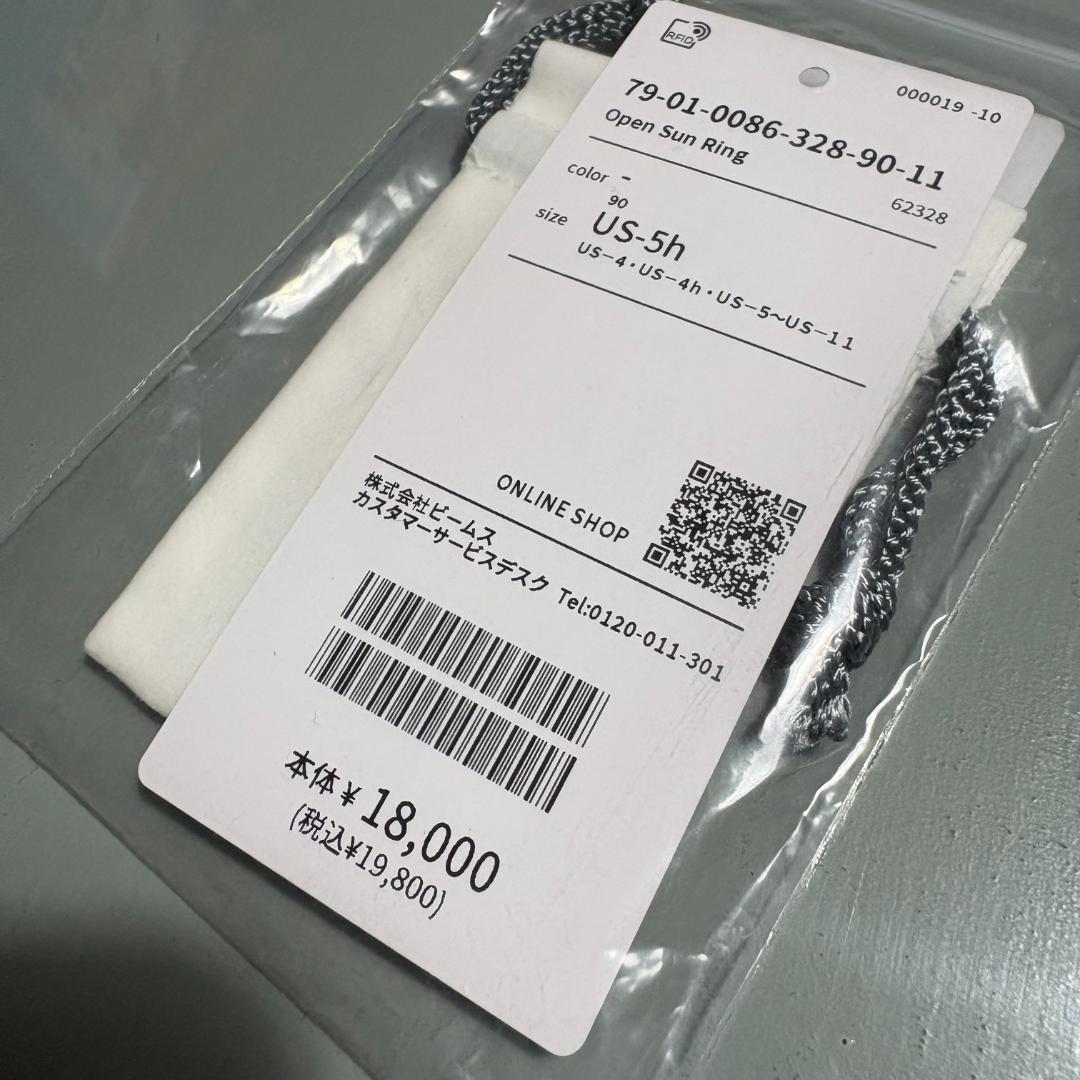 RFID
000019 -10
79-01-0086-328-90-11
Open Sun Ring
62328
color -
90
size US-5h
US−4・US−4h・US−5〜US−11
ONLINE SHOP
株式会社ビームス
カスタマーサービスデスク Tel:0120-011-301
本体¥ 18,000
(税込¥19,800)